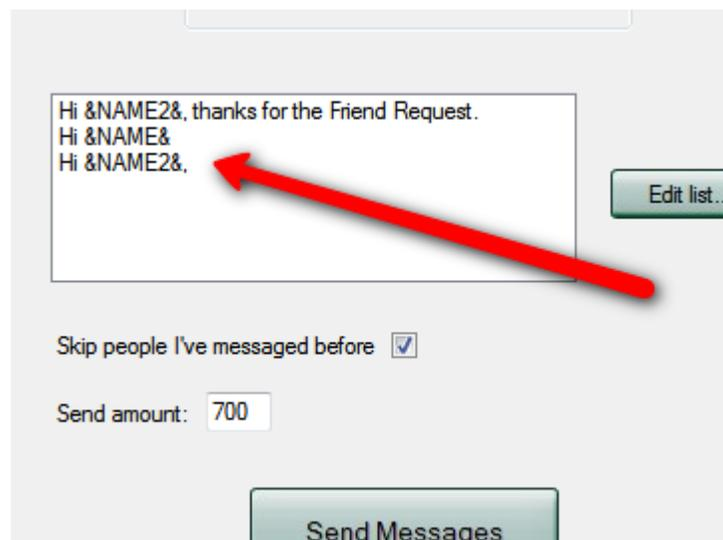 Hi &NAME2&, thanks for the Friend Request.
Hi &NAME&
Hi &NAME2&,
Edit list..
Skip people I've messaged before
Send amount: 700
Send Messages